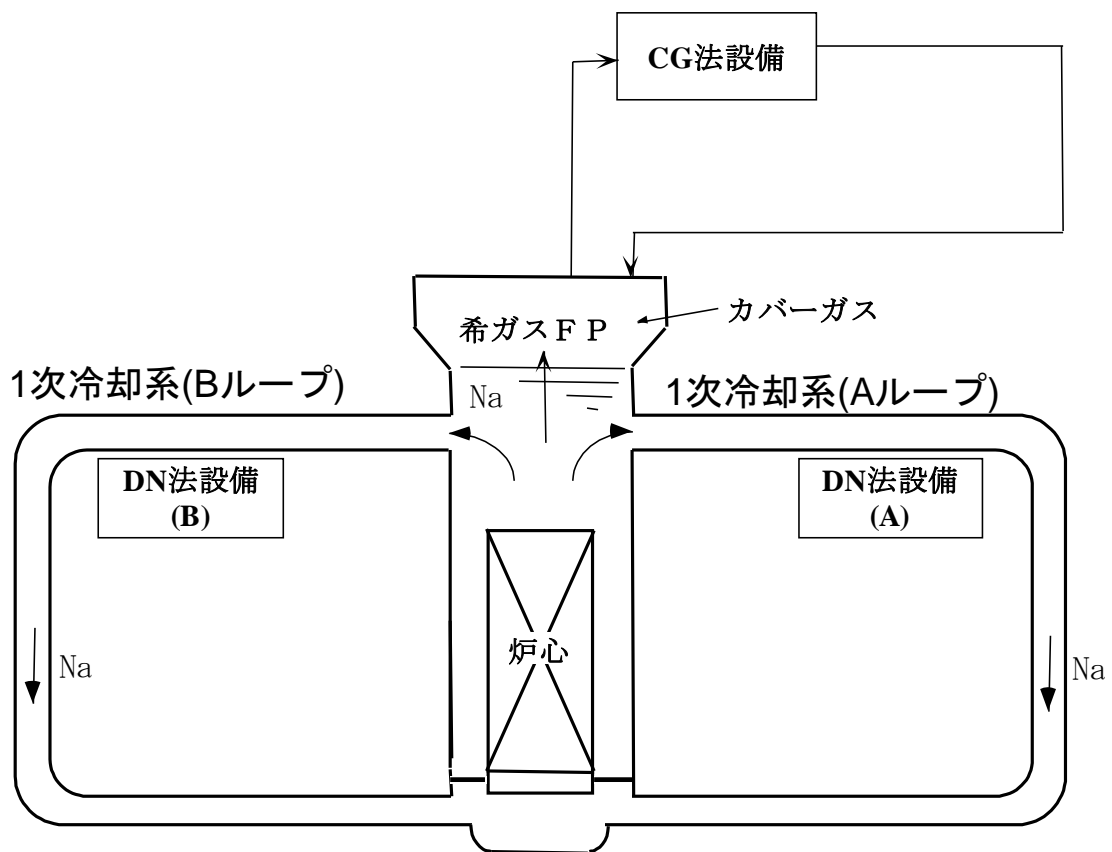 CG法設備
カバーガス
希ガスＦＰ
1次冷却系(Bループ)
Na
1次冷却系(Aループ)
DN法設備
(B)
DN法設備
(A)
炉心
Na
Na